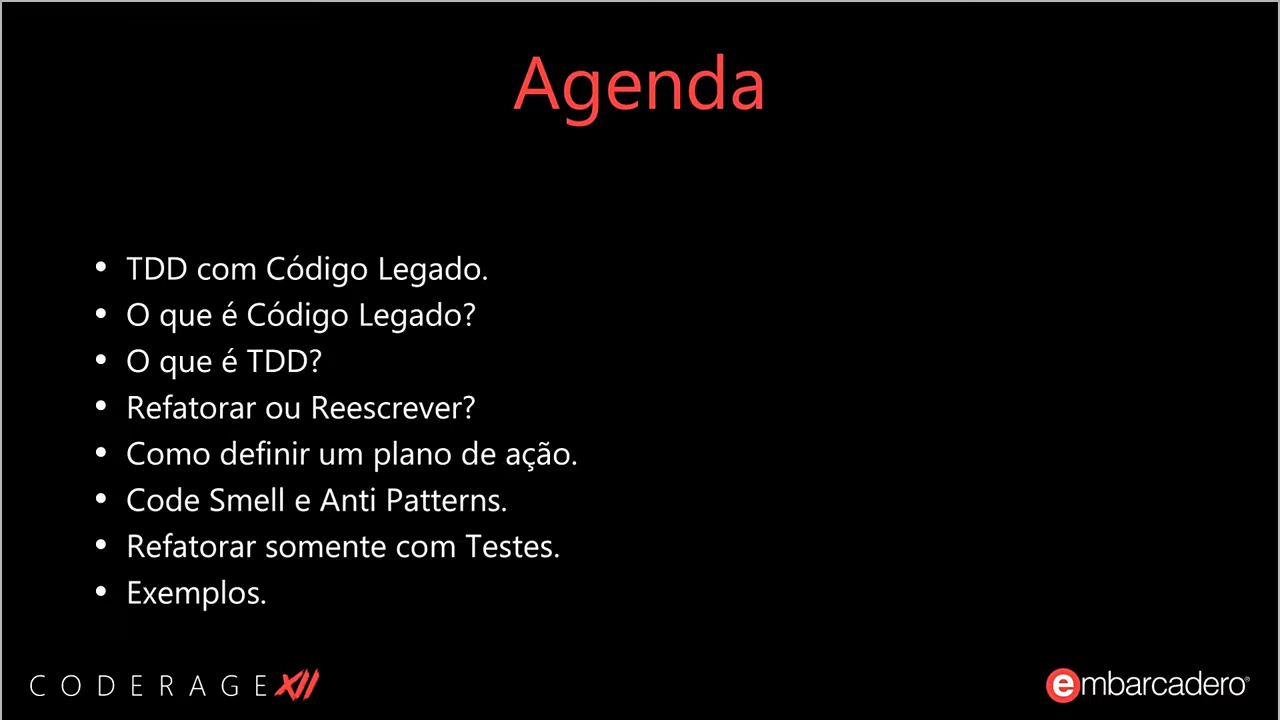 Agenda
• TDD com Código Legado.
• O que é Código Legado?
• O que é TDD?
• Refatorar ou Reescrever?
• Como definir um plano de ação.
• Code Smell e Anti Patterns.
• Refatorar somente com Testes.
• Exemplos.
CODERAGE XII
embarcadero®